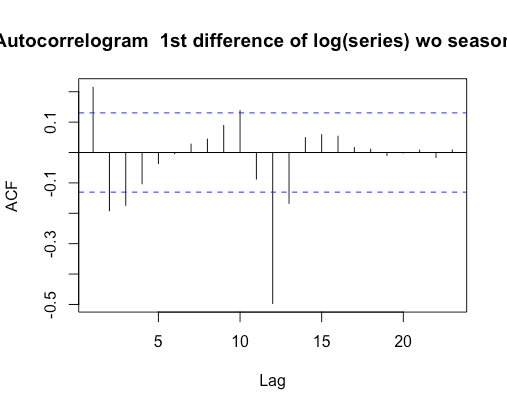 Autocorrelogram 1st difference of log(series) wo season
ACF
0.1
-0.1
-0.3
-0.5
5 10 15 20
Lag